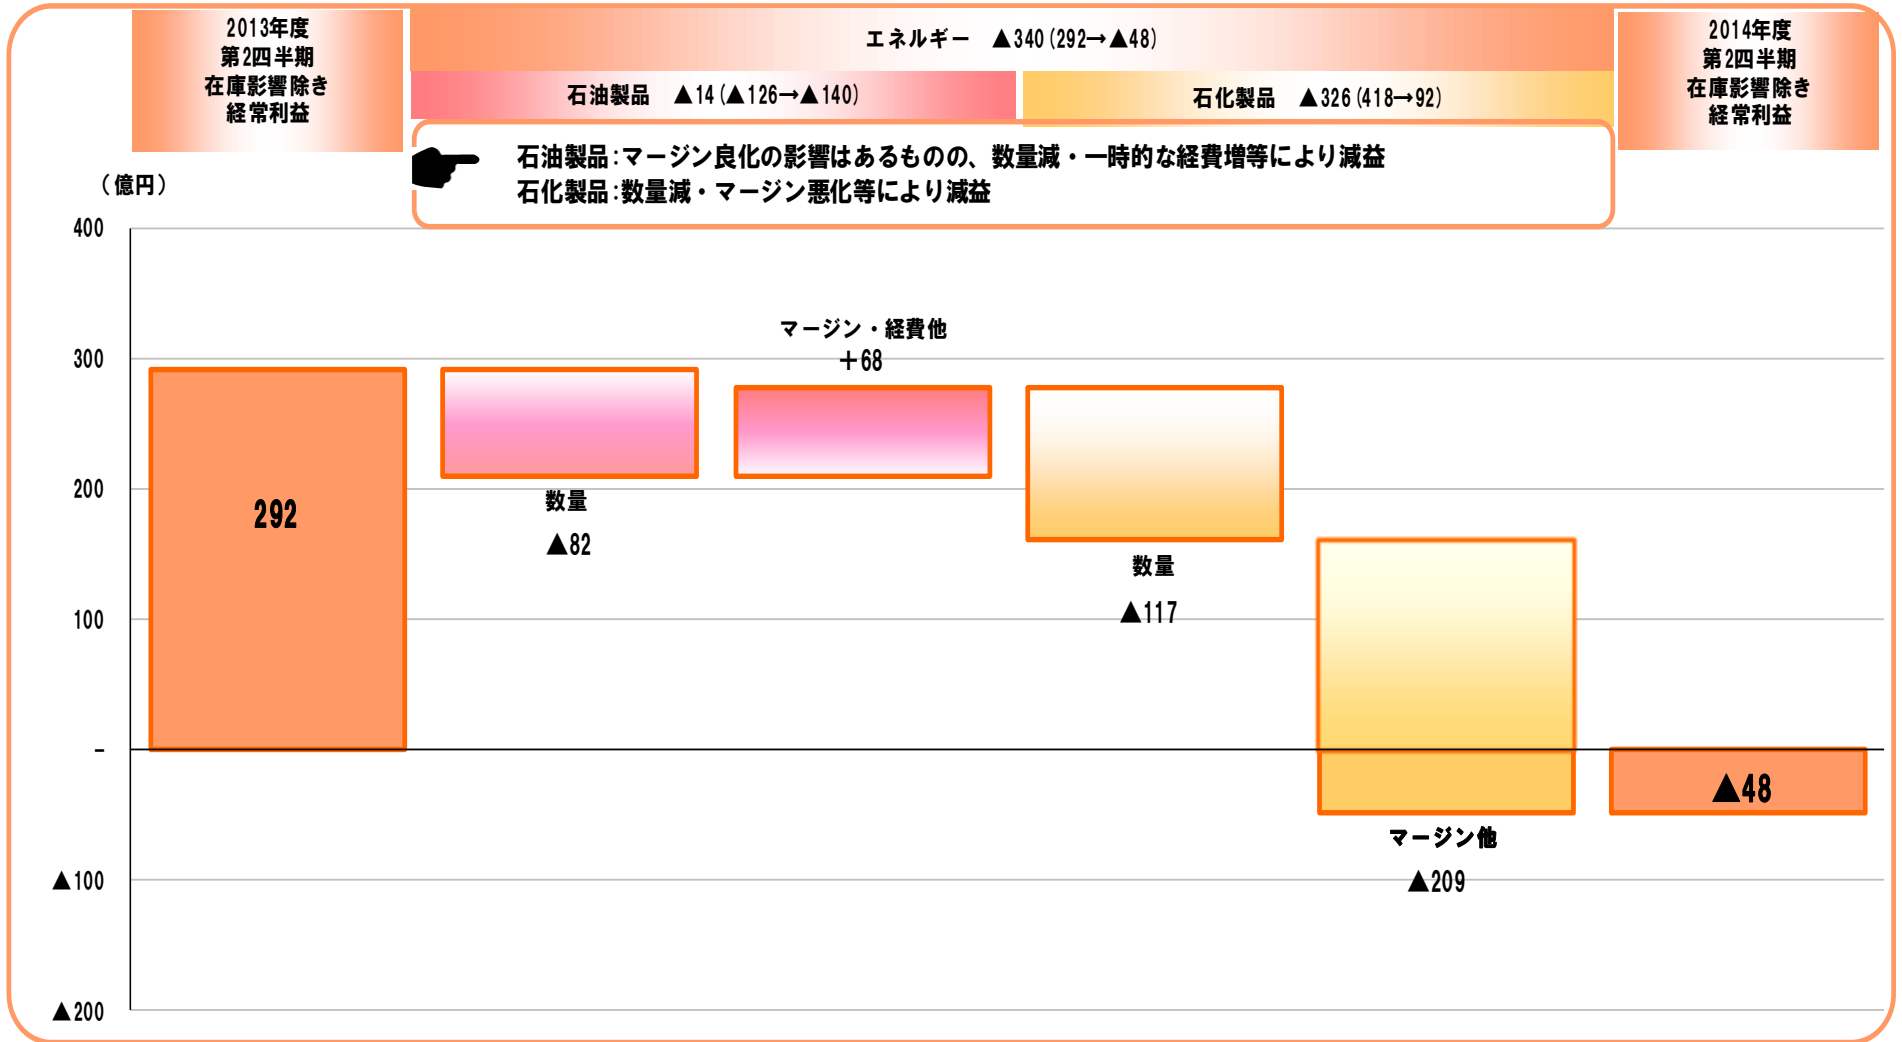 2013年度
第2四半期
在庫影響除き
経常利益
エネルギー　▲340(292→▲48)
石油製品　▲14(▲126→▲140)
石化製品　▲326(418→92)
2014年度
第2四半期
在庫影響除き
経常利益
石油製品:マージン良化の影響はあるものの、数量減・一時的な経費増等により減益
石化製品:数量減・マージン悪化等により減益
(億円)
400
300
200
100
－
▲100
▲200
292
数量
▲82
マージン・経費他
＋68
数量
▲117
マージン他
▲209
▲48